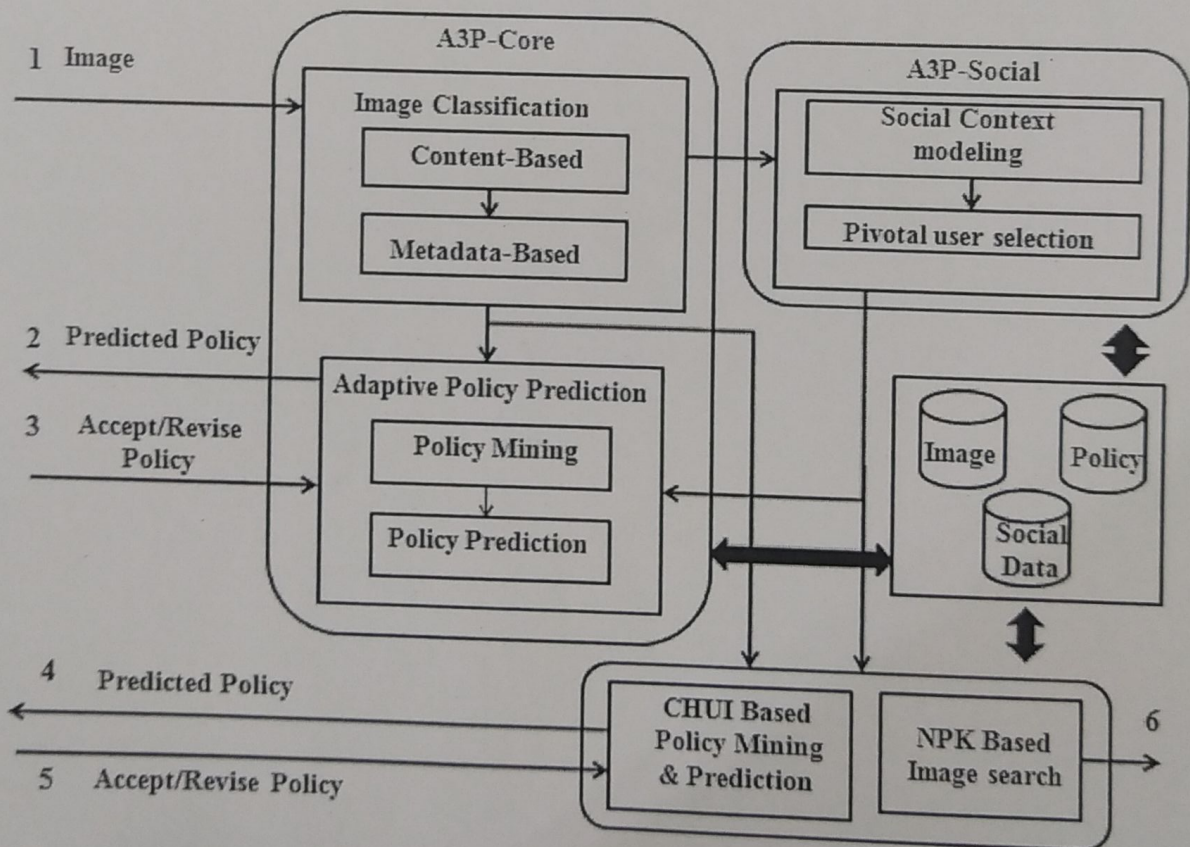 A3P-Core
1 Image
Image Classification
Content-Based
Metadata-Based
A3P-Social
Social Context
modeling
Pivotal user selection
2 Predicted Policy
3 Accept/Revise
Policy
Adaptive Policy Prediction
Policy Mining
Policy Prediction
Image
Policy
Social
Data
4 Predicted Policy
5 Accept/Revise Policy
CHUI Based
Policy Mining
& Prediction
NPK Based
Image search
6